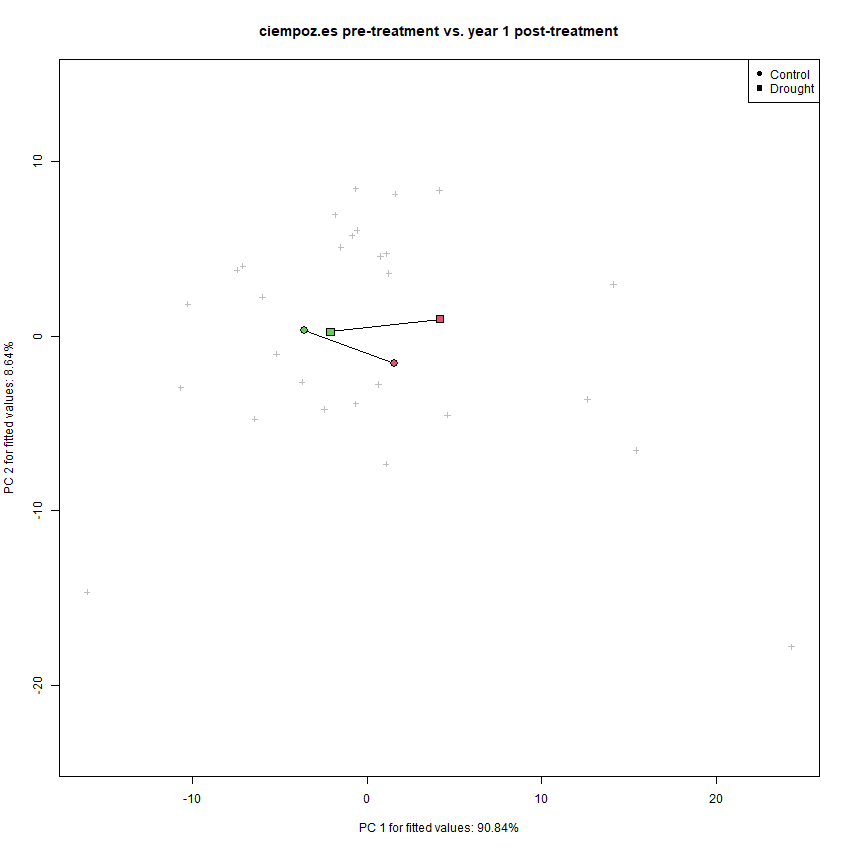 ciempoz.es pre-treatment vs. year 1 post-treatment
Control
Drought
10
0
-10
-20
PC 2 for fitted values: 8.64%
-10
0
10
20
PC 1 for fitted values: 90.84%